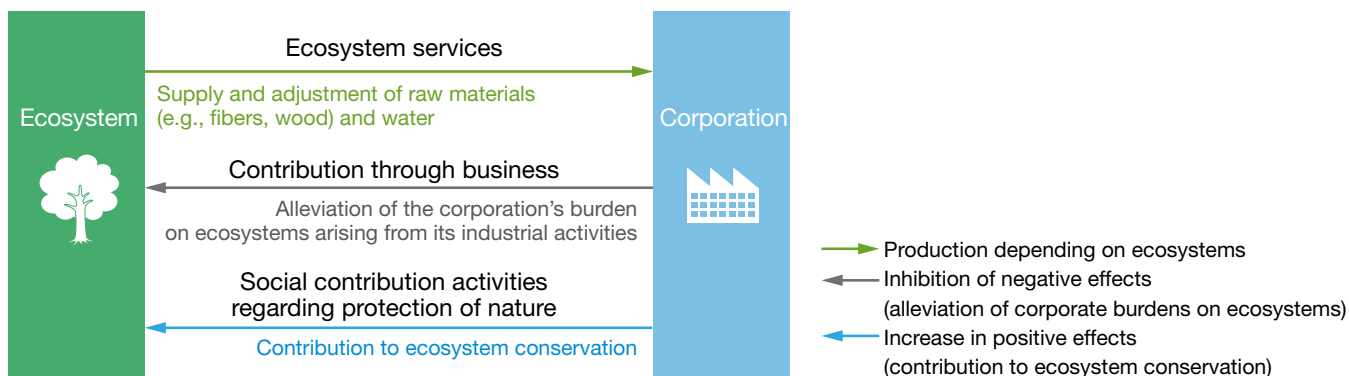 Ecosystem services
Supply and adjustment of raw materials
(e.g., fibers, wood) and water
Ecosystem
Corporation
Contribution through business
Alleviation of the corporation's burden
on ecosystems arising from its industrial activities
Social contribution activities
regarding protection of nature
Contribution to ecosystem conservation
Production depending on ecosystems
Inhibition of negative effects
(alleviation of corporate burdens on ecosystems)
Increase in positive effects
(contribution to ecosystem conservation)